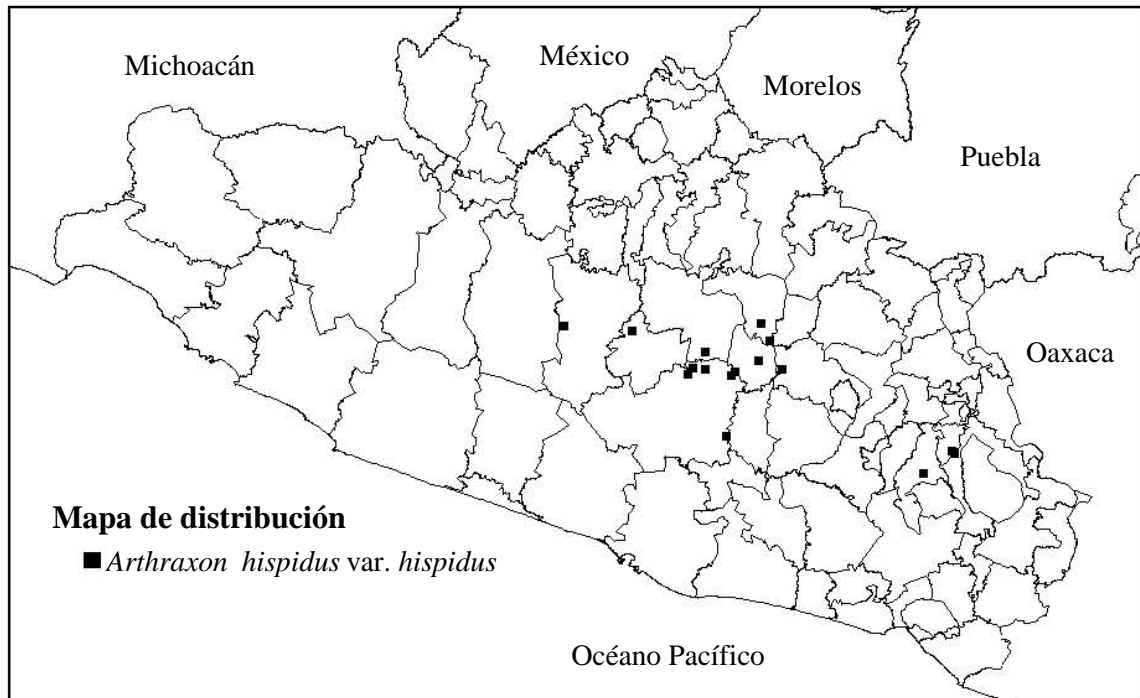 México
Michoacán
Morelos
Puebla
Oaxaca
Mapa de distribución
Arthraxon hispidus var. hispidus
Océano Pacífico